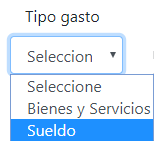 Tipo gasto
Seleccion
Seleccione
Bienes y Servicios
Sueldo